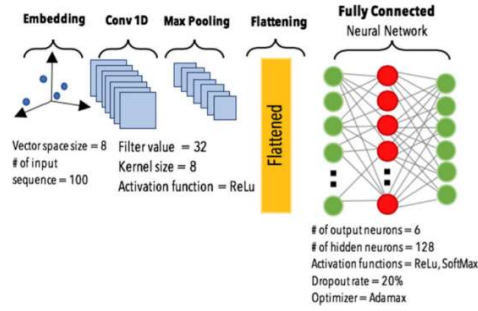 Embedding
Conv 1D
Max Pooling
Flattening
Fully Connected
Neural Network
Vector space size = 8
# of input
sequence = 100
Filter value = 32
Kernel size = 8
Activation function = ReLu
Flattened
# of output neurons = 6
# of hidden neurons = 128
Activation functions = ReLu, SoftMax
Dropout rate = 20%
Optimizer = Adamax